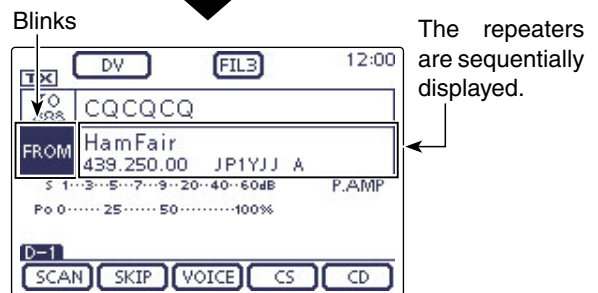 Blinks
The repeaters
are sequentially
displayed.
DV FIL3 12:00
TX
TO
CQCQCQ
FROM HamFair
439.250.00 JP1YJJ A
S 1··3··5··7··9··20··40··60dB P.AMP
Po 0······ 25······ 50·········100%
D-1
SCAN SKIP VOICE CS CD